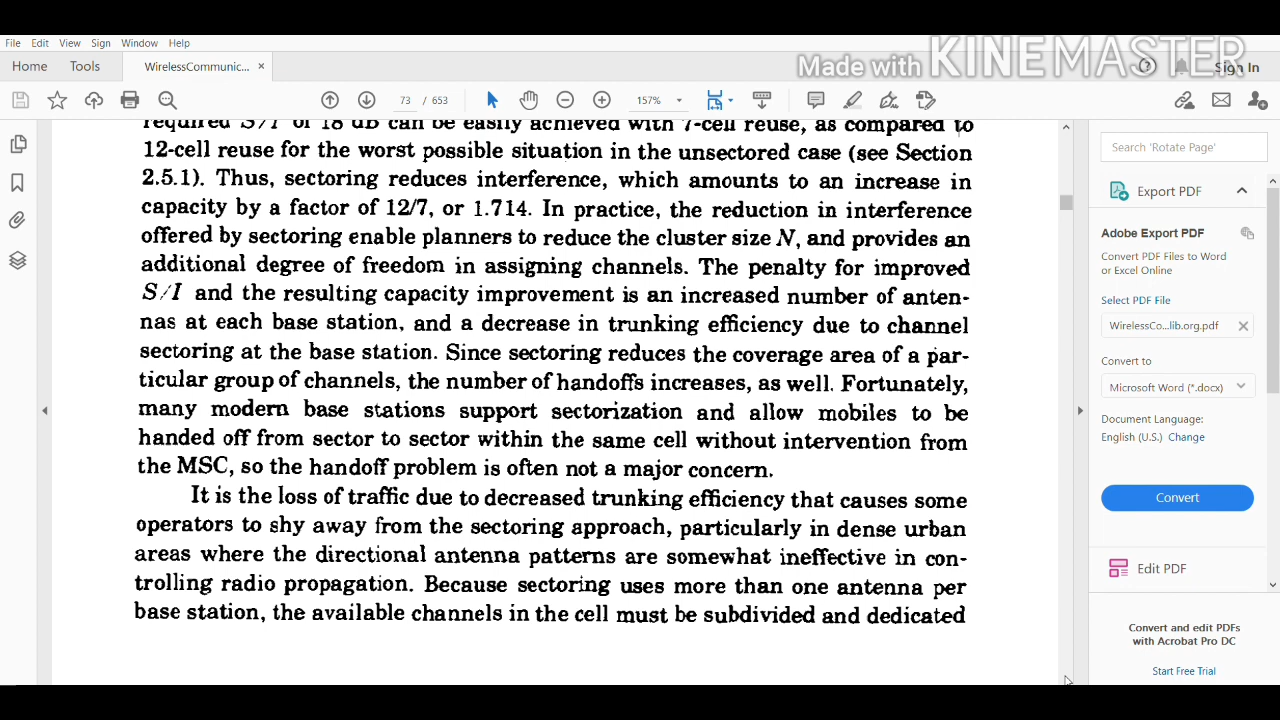 File Edit View Sign Window Help
Made with KINEMASTER
Home Tools WirelessCommunic... × Sign In
73 / 653 157%
required S/I of 18 dB can be easily achieved with 7-cell reuse, as compared to
12-cell reuse for the worst possible situation in the unsectored case (see Section
2.5.1). Thus, sectoring reduces interference, which amounts to an increase in
capacity by a factor of 12/7, or 1.714. In practice, the reduction in interference
offered by sectoring enable planners to reduce the cluster size N, and provides an
additional degree of freedom in assigning channels. The penalty for improved
S/I and the resulting capacity improvement is an increased number of anten-
nas at each base station, and a decrease in trunking efficiency due to channel
sectoring at the base station. Since sectoring reduces the coverage area of a par-
ticular group of channels, the number of handoffs increases, as well. Fortunately,
many modern base stations support sectorization and allow mobiles to be
handed off from sector to sector within the same cell without intervention from
the MSC, so the handoff problem is often not a major concern.
It is the loss of traffic due to decreased trunking efficiency that causes some
operators to shy away from the sectoring approach, particularly in dense urban
areas where the directional antenna patterns are somewhat ineffective in con-
trolling radio propagation. Because sectoring uses more than one antenna per
base station, the available channels in the cell must be subdivided and dedicated
Search 'Rotate Page'
Export PDF
Adobe Export PDF
Convert PDF Files to Word
or Excel Online
Select PDF File
WirelessCo...lib.org.pdf ×
Convert to
Microsoft Word (*.docx)
Document Language:
English (U.S.) Change
Convert
Edit PDF
Convert and edit PDFs
with Acrobat Pro DC
Start Free Trial